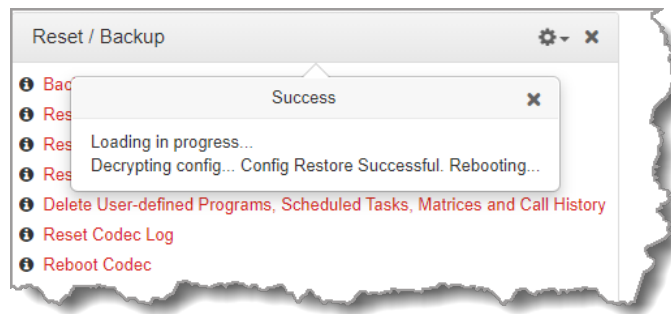 Reset / Backup
Success
Loading in progress...
Decrypting config... Config Restore Successful. Rebooting...
Delete User-defined Programs, Scheduled Tasks, Matrices and Call History
Reset Codec Log
Reboot Codec